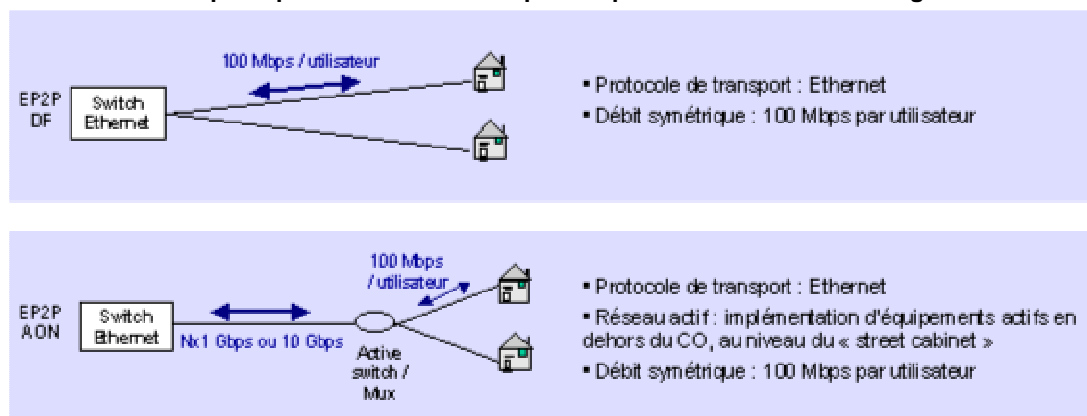 100 Mbps / utilisateur
EP2P
DF
Switch
Ethernet
▪ Protocole de transport : Ethernet
▪ Débit symétrique : 100 Mbps par utilisateur
EP2P
AON
Switch
Ethernet
Nx1 Gbps ou 10 Gbps
100 Mbps
/ utilisateur
Active
switch /
Mux
▪ Protocole de transport : Ethernet
▪ Réseau actif : implémentation d'équipements actifs en
dehors du CO, au niveau du « street cabinet »
▪ Débit symétrique : 100 Mbps par utilisateur